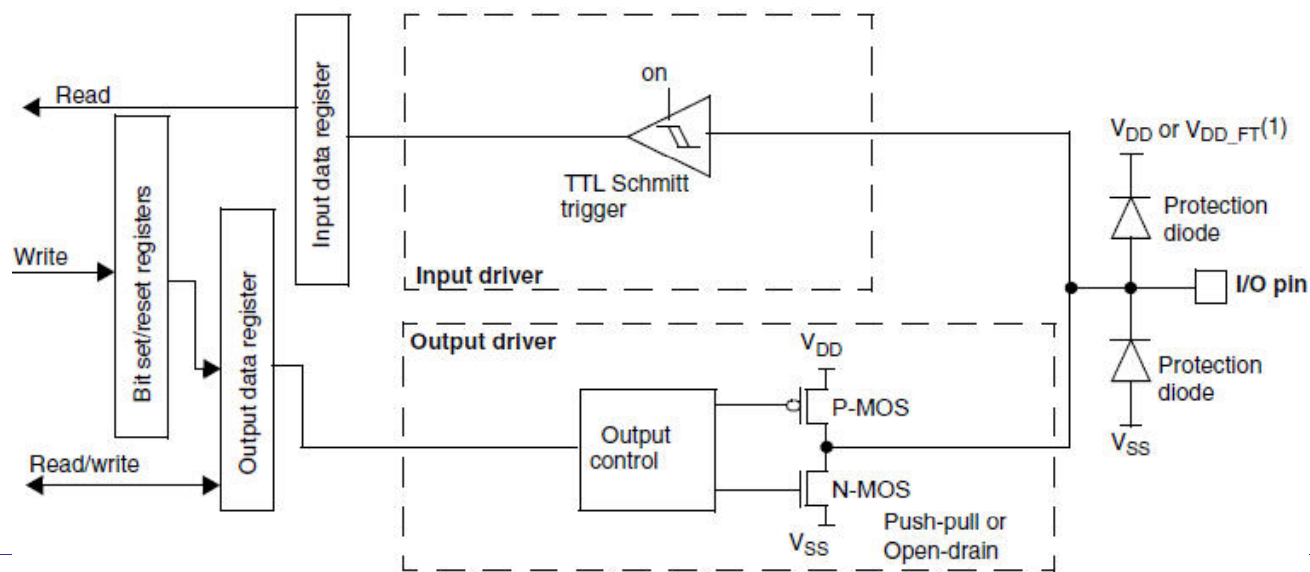 on
Read
Input data register
TTL Schmitt
trigger
Input driver
VDD or VDD_FT(1)
Protection
diode
Write
Bit set/reset registers
Output data register
I/O pin
Output driver
VDD
P-MOS
Output
control
Protection
diode
VSS
Read/write
N-MOS
VSS
Push-pull or
Open-drain